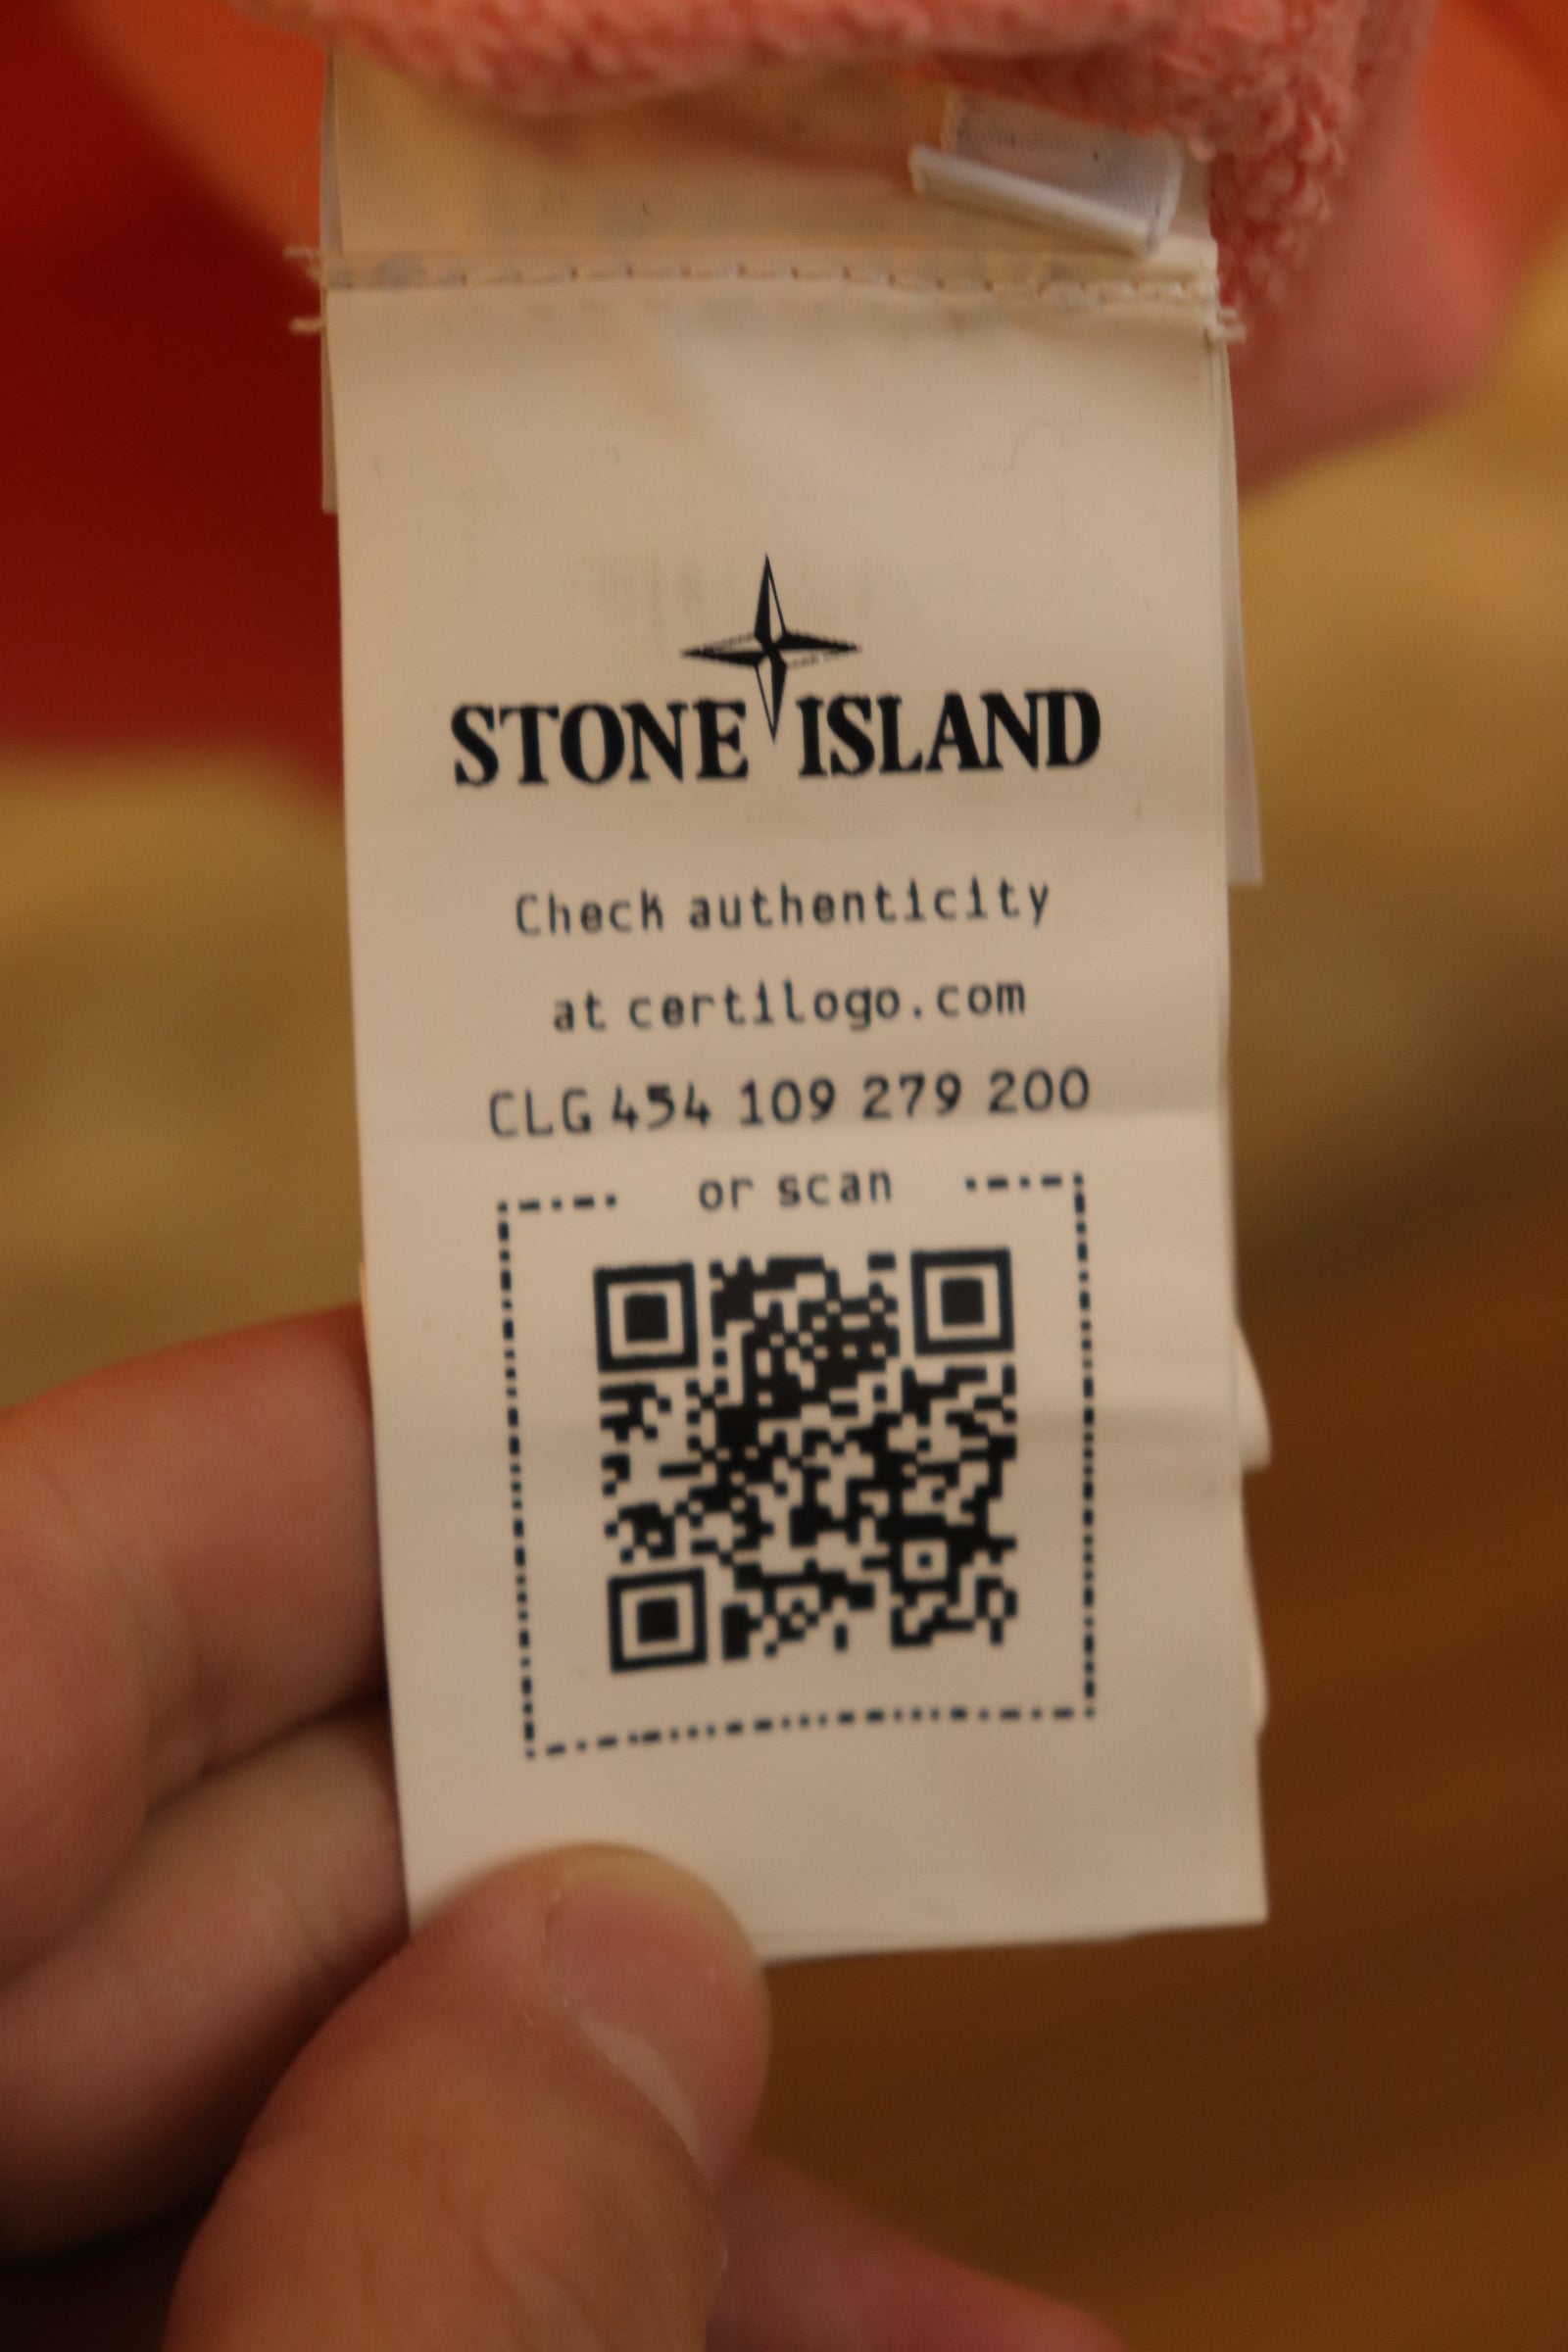 STONE ISLAND
Check authenticity
at certilogo.com
CLG 454 109 279 200
or scan